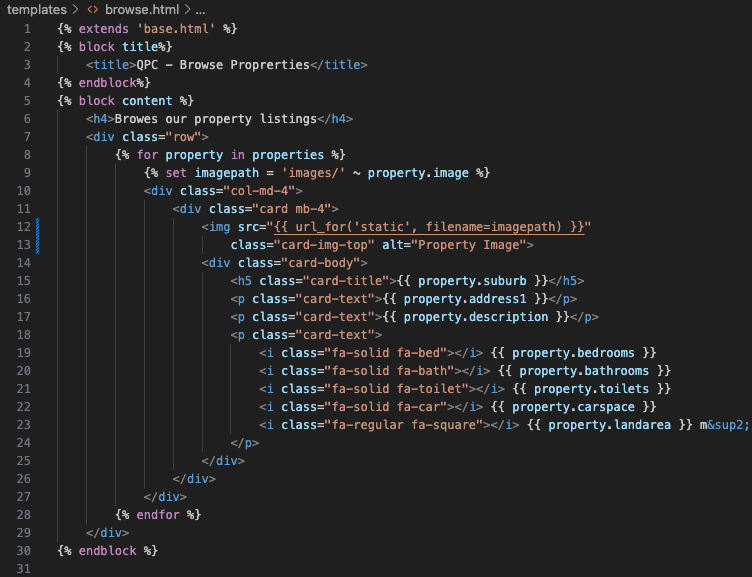 templates > <> browse.html > ...
1 {% extends 'base.html' %}
2 {% block title%}
3     <title>QPC – Browse Proprerties</title>
4 {% endblock%}
5 {% block content %}
6     <h4>Browes our property listings</h4>
7     <div class="row">
8         {% for property in properties %}
9             {% set imagepath = 'images/' ~ property.image %}
10             <div class="col-md-4">
11                 <div class="card mb-4">
12                     <img src="{{ url_for('static', filename=imagepath) }}"
13                         class="card-img-top" alt="Property Image">
14                     <div class="card-body">
15                         <h5 class="card-title">{{ property.suburb }}</h5>
16                         <p class="card-text">{{ property.address1 }}</p>
17                         <p class="card-text">{{ property.description }}</p>
18                         <p class="card-text">
19                             <i class="fa-solid fa-bed"></i> {{ property.bedrooms }}
20                             <i class="fa-solid fa-bath"></i> {{ property.bathrooms }}
21                             <i class="fa-solid fa-toilet"></i> {{ property.toilets }}
22                             <i class="fa-solid fa-car"></i> {{ property.carspace }}
23                             <i class="fa-regular fa-square"></i> {{ property.landarea }} m&sup2;
24                         </p>
25                     </div>
26                 </div>
27             </div>
28         {% endfor %}
29     </div>
30 {% endblock %}
31